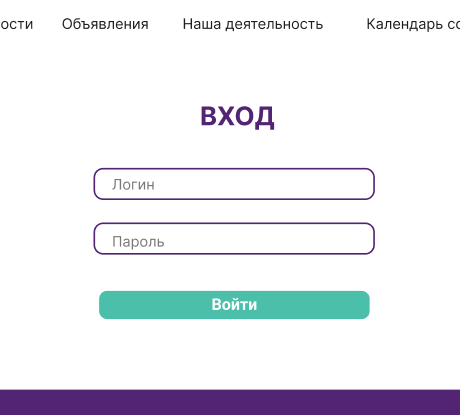 ости Объявления Наша деятельность Календарь со
ВХОД
Логин
Пароль
Войти